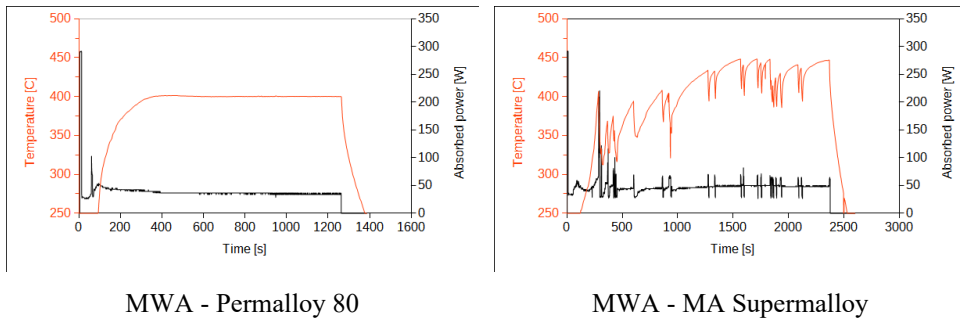 500
450
400
350
300
250
Temperature [C]
350
300
250
200
150
100
50
0
Absorbed power [W]
0 200 400 600 800 1000 1200 1400 1600
Time [s]
MWA - Permalloy 80
500
450
400
350
300
250
Temperature [C]
350
300
250
200
150
100
50
0
Absorbed power [W]
0 500 1000 1500 2000 2500 3000
Time [s]
MWA - MA Supermalloy